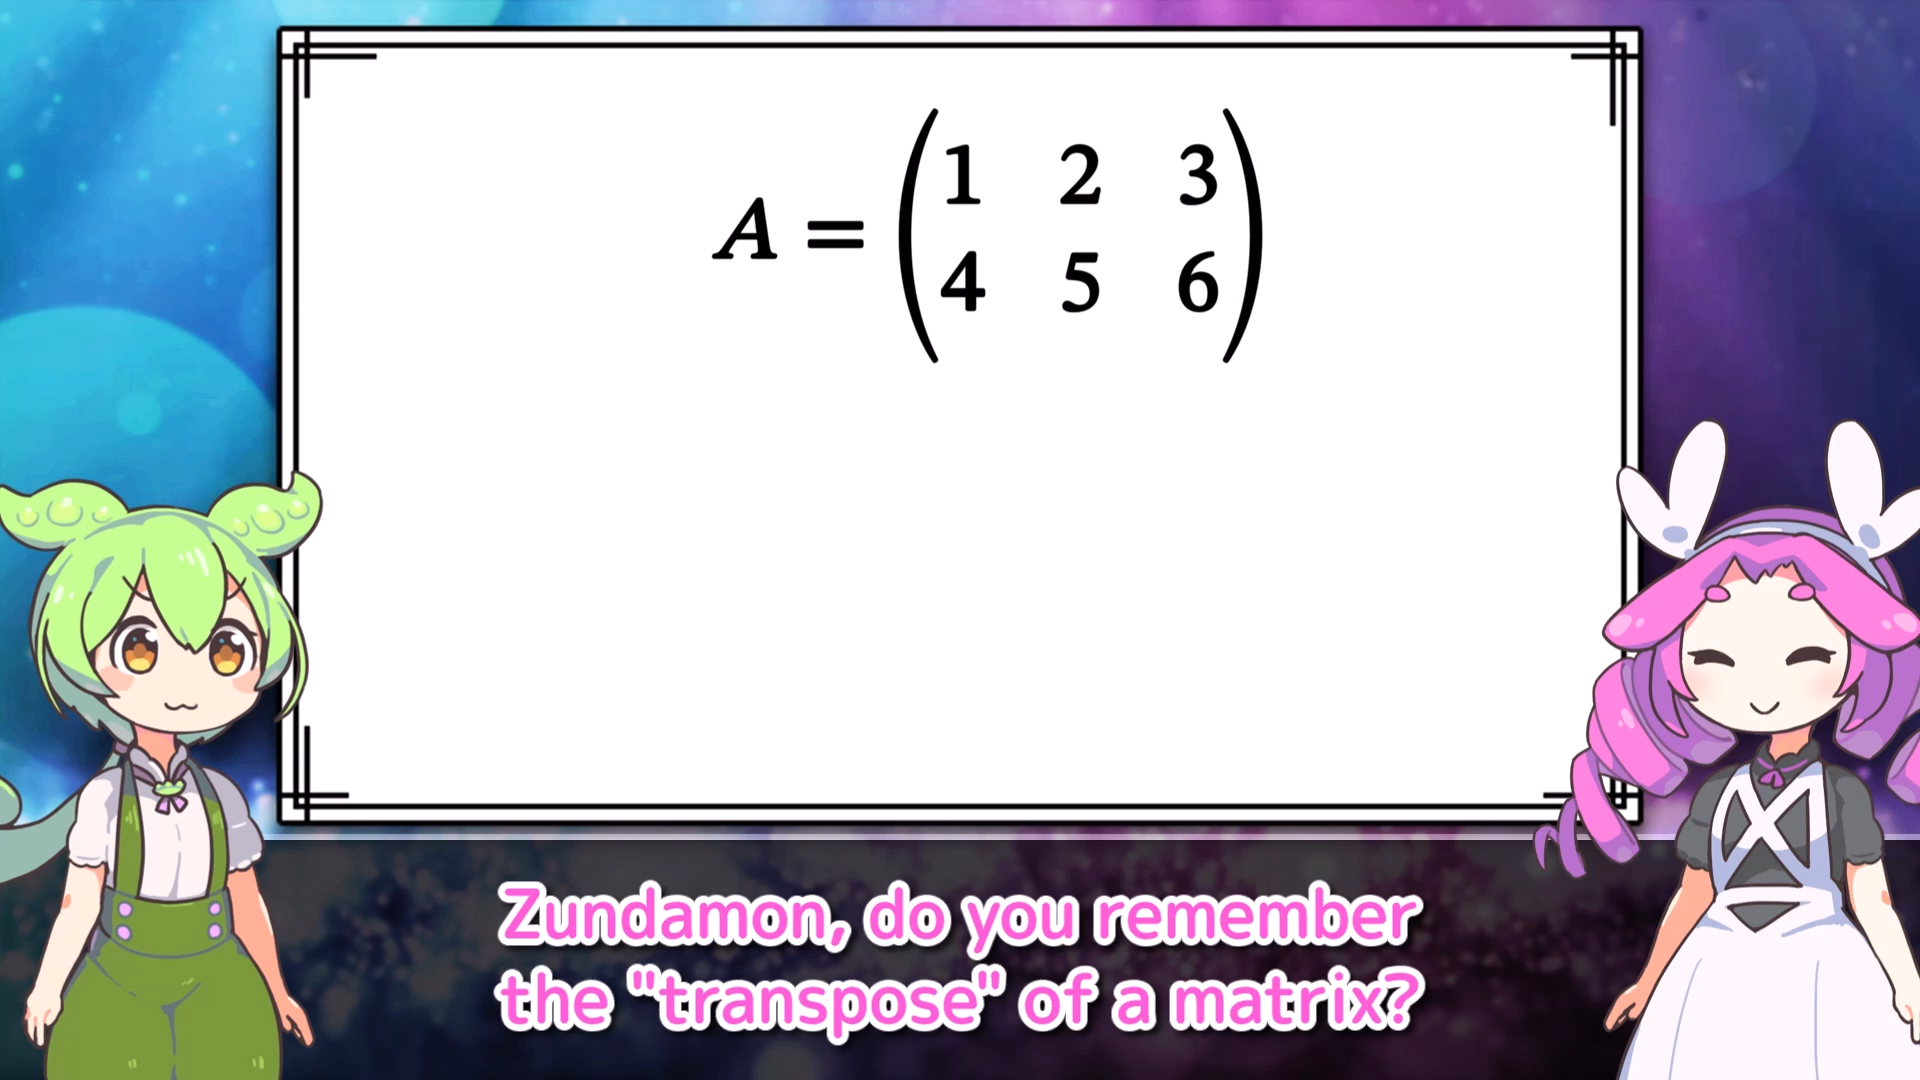 A = (1 2 3
4 5 6)
Zundamon, do you remember
the "transpose" of a matrix?